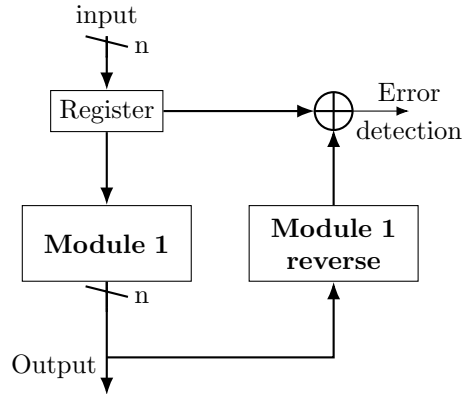 input
n
Register
Error
detection
Module 1
Module 1
reverse
n
Output